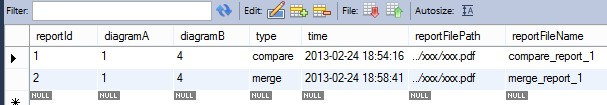 Filter: Edit: File: Autosize:
reportId diagramA diagramB type time reportFilePath reportFileName
1 1 4 compare 2013-02-24 18:54:16 ../xxx/xxx.pdf compare_report_1
2 1 4 merge 2013-02-24 18:58:41 ../xxx/xxx.pdf merge_report_1
NULL NULL NULL NULL NULL NULL NULL